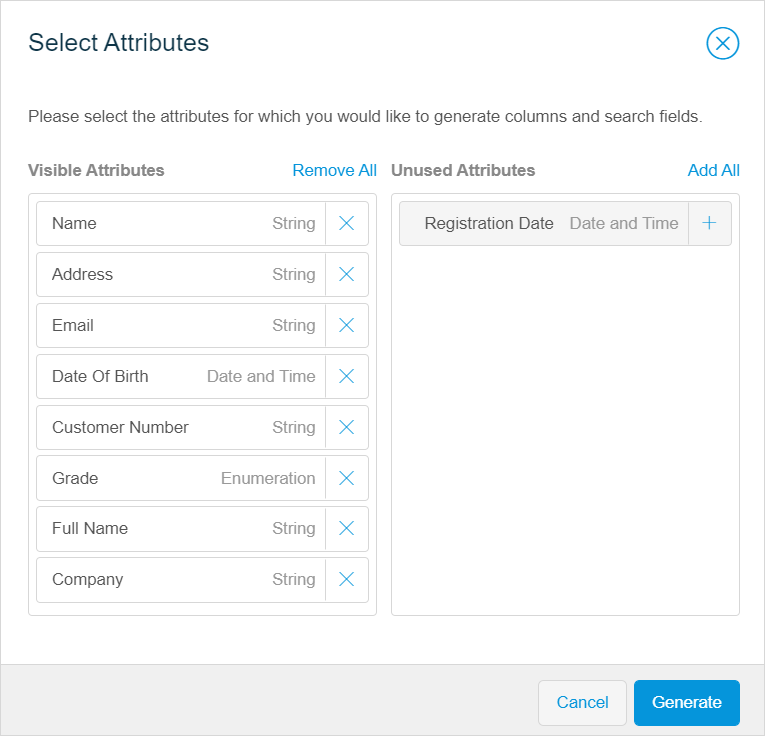 Select Attributes
Please select the attributes for which you would like to generate columns and search fields.
Visible Attributes Remove All
Name String
Address String
Email String
Date Of Birth Date and Time
Customer Number String
Grade Enumeration
Full Name String
Company String
Unused Attributes Add All
Registration Date Date and Time
Cancel Generate